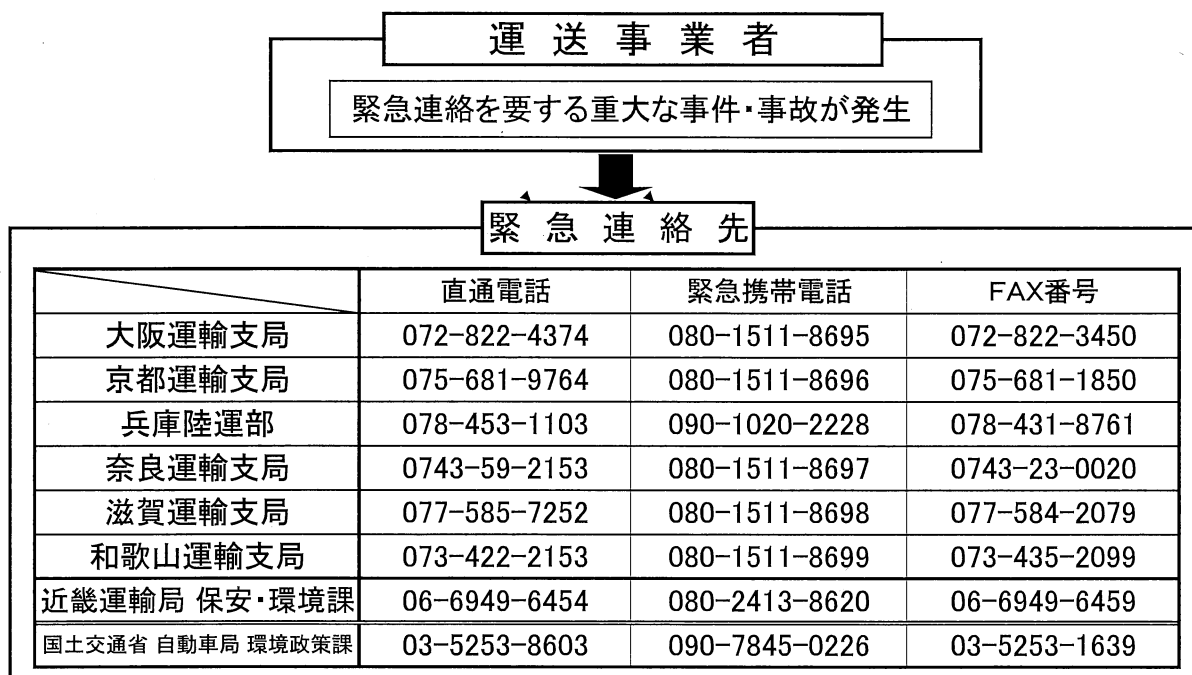 運送事業者
緊急連絡を要する重大な事件・事故が発生
緊急連絡先
直通電話 緊急携帯電話 FAX番号
大阪運輸支局 072-822-4374 080-1511-8695 072-822-3450
京都運輸支局 075-681-9764 080-1511-8696 075-681-1850
兵庫陸運部 078-453-1103 090-1020-2228 078-431-8761
奈良運輸支局 0743-59-2153 080-1511-8697 0743-23-0020
滋賀運輸支局 077-585-7252 080-1511-8698 077-584-2079
和歌山運輸支局 073-422-2153 080-1511-8699 073-435-2099
近畿運輸局 保安・環境課 06-6949-6454 080-2413-8620 06-6949-6459
国土交通省 自動車局 環境政策課 03-5253-8603 090-7845-0226 03-5253-1639